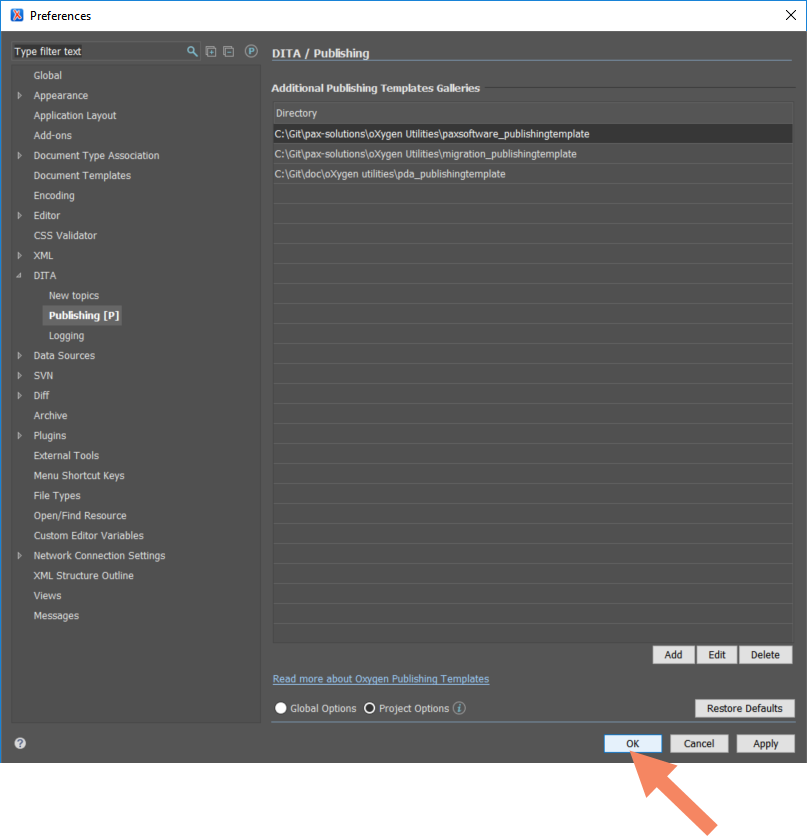 Preferences
Type filter text
P
Global
Appearance
Application Layout
Add-ons
Document Type Association
Document Templates
Encoding
Editor
CSS Validator
XML
DITA
New topics
Publishing [P]
Logging
Data Sources
SVN
Diff
Archive
Plugins
External Tools
Menu Shortcut Keys
File Types
Open/Find Resource
Custom Editor Variables
Network Connection Settings
XML Structure Outline
Views
Messages
DITA / Publishing
Additional Publishing Templates Galleries
Directory
C:\Git\pax-solutions\oXygen Utilities\paxsoftware_publishingtemplate
C:\Git\pax-solutions\oXygen Utilities\migration_publishingtemplate
C:\Git\doc\oXygen utilities\pda_publishingtemplate
Add Edit Delete
Read more about Oxygen Publishing Templates
Global Options Project Options i
Restore Defaults
?
OK Cancel Apply